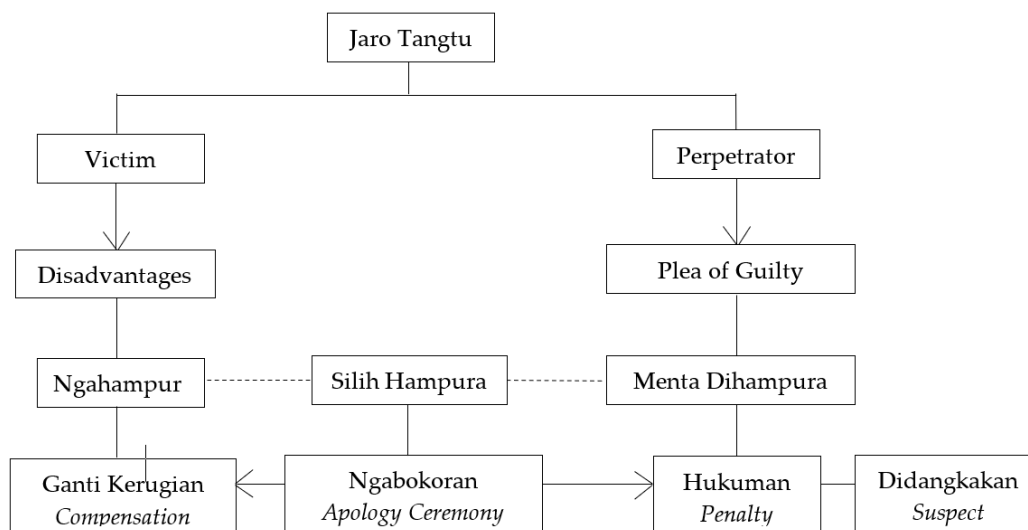 Jaro Tangtu
Victim
Perpetrator
Disadvantages
Plea of Guilty
Ngahampur
Silih Hampura
Menta Dihampura
Ganti Kerugian
Compensation
Ngabokoran
Apology Ceremony
Hukuman
Penalty
Didangkakan
Suspect